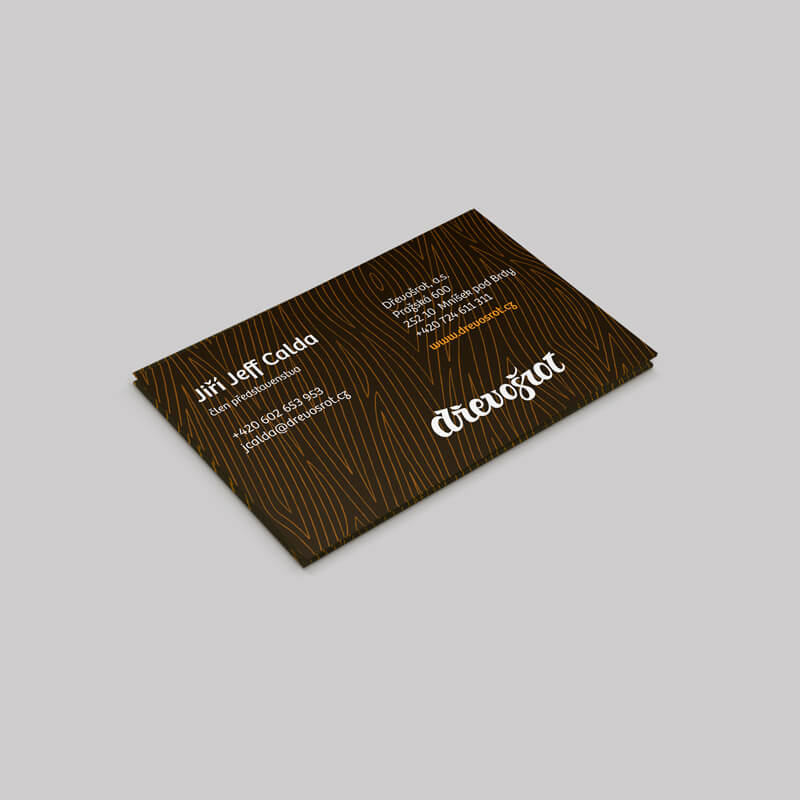 Jiří Jeff Calda
člen představenstva
+420 602 653 953
jcalda@drevosrot.cz
Dřevošrot, a.s.
Pražská 600
252 10 Mníšek pod Brdy
+420 724 611 311
www.drevosrot.cz
dřevošrot